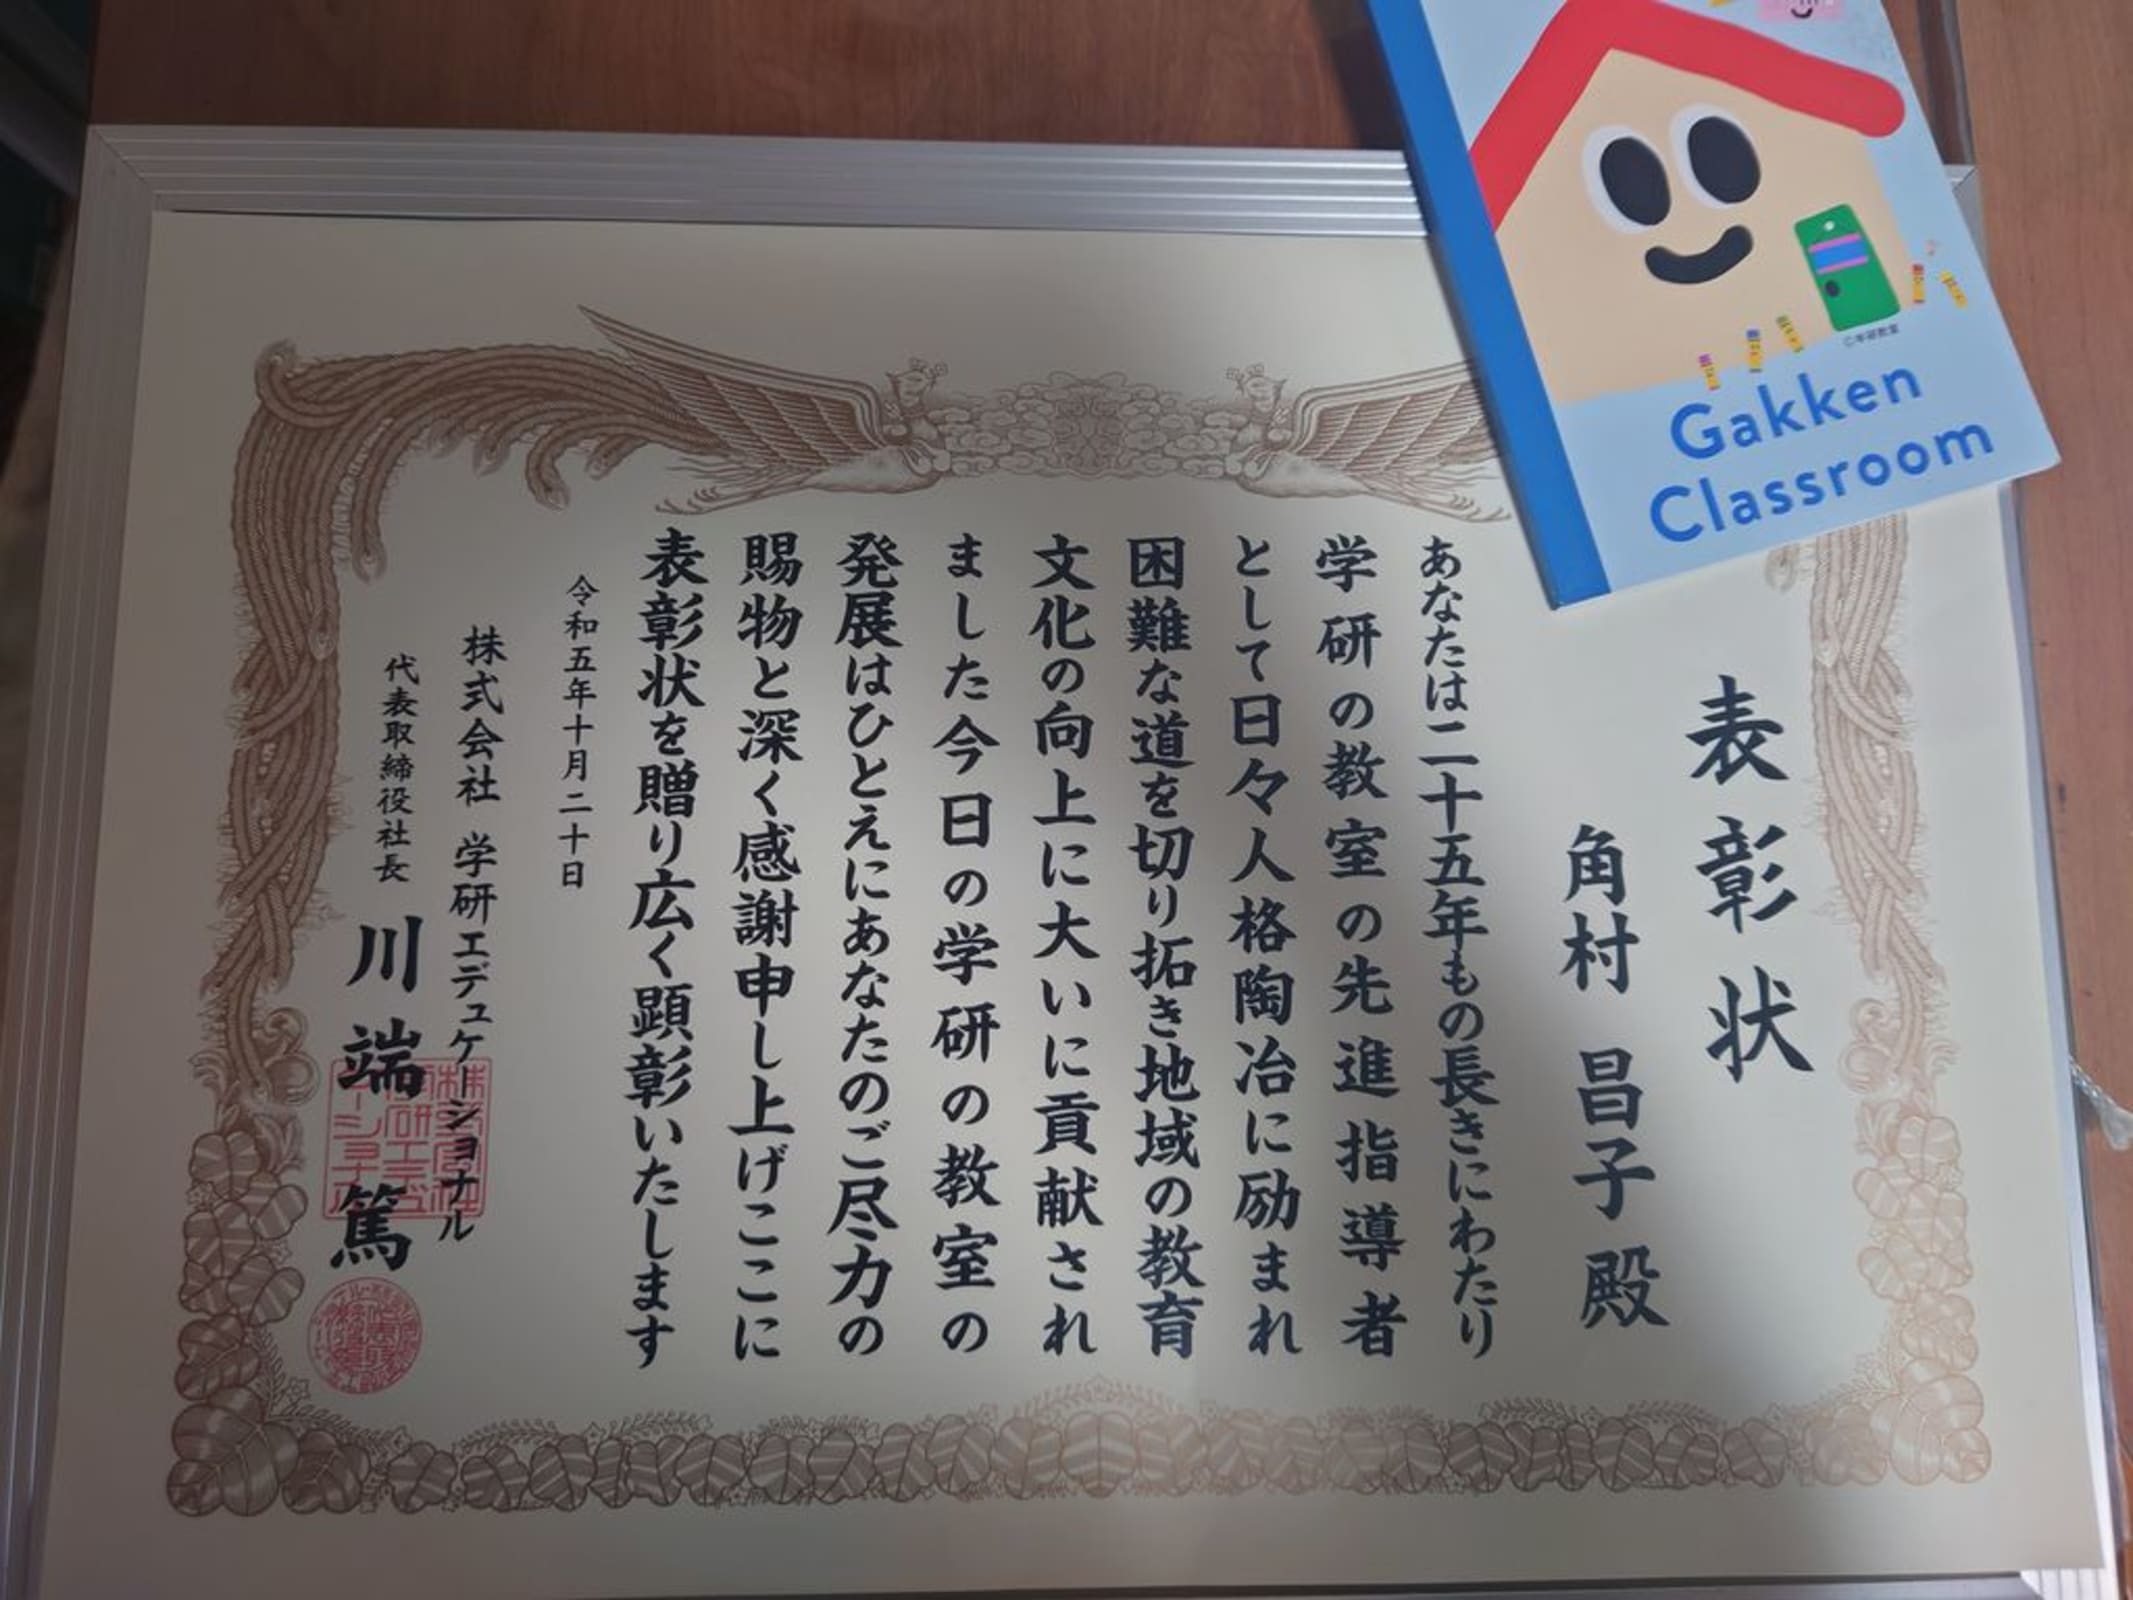 表彰状
角村 昌子 殿
あなたは二十五年もの長きにわたり
学研の教室の先進指導者
として日々人格陶冶に励まれ
困難な道を切り拓き地域の教育
文化の向上に大いに貢献され
ました今日の学研の教室の
発展はひとえにあなたのご尽力の
賜物と深く感謝申し上げここに
表彰状を贈り広く顕彰いたします
令和五年十月二十日
株式会社 学研エデュケーショナル
代表取締役社長 川端 篤
©学研教室
Gakken
Classroom